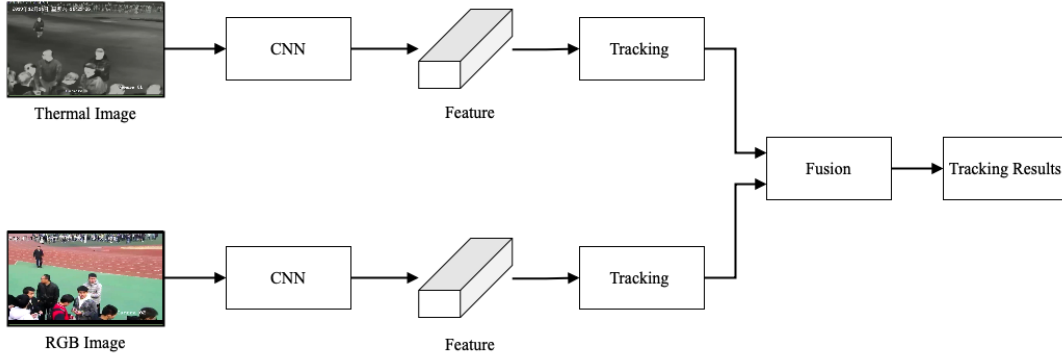 CNN
Tracking
Thermal Image
Feature
Fusion
Tracking Results
CNN
Tracking
RGB Image
Feature